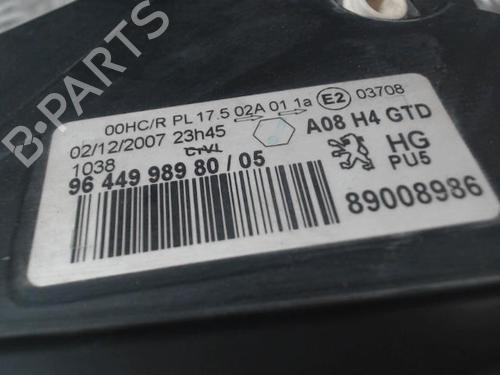 00HC/R PL 17.5 02A 01 1a E2 03708
02/12/2007 23h45
A08 H4 GTD
1038
HG
96 449 989 80/05
PU5
89008986
B-PARTS